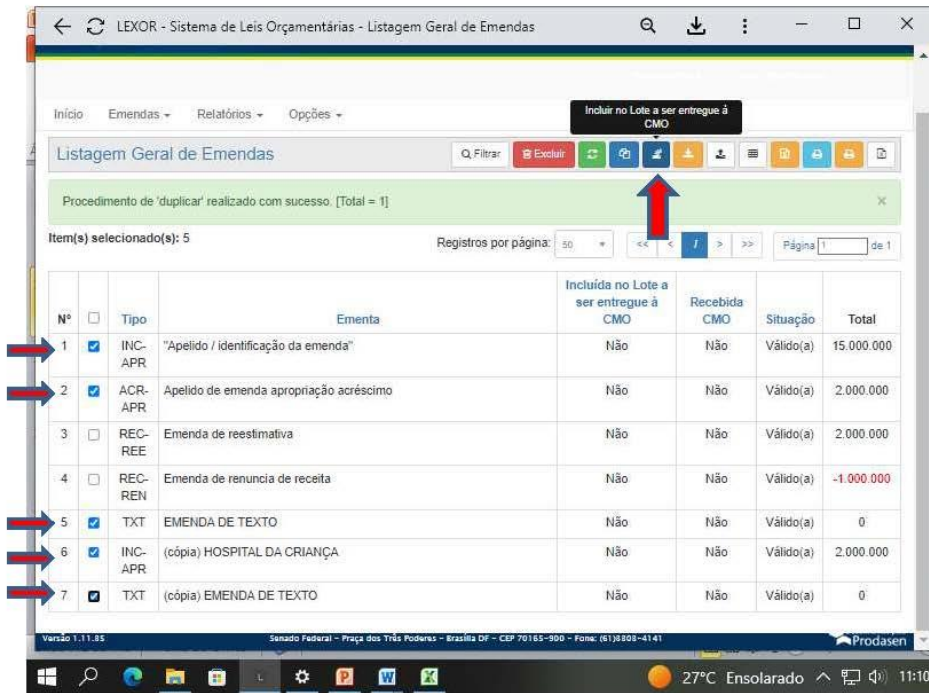 LEXOR - Sistema de Leis Orçamentárias - Listagem Geral de Emendas
Início Emendas Relatórios Opções
Incluir no Lote a ser entregue à
CMO
Listagem Geral de Emendas
Filtrar Excluir
Procedimento de 'duplicar' realizado com sucesso. [Total = 1] ×
Item(s) selecionado(s): 5 Registros por página: 50 << < 1 > >> Página 1 de 1
Nº Tipo Ementa Incluída no Lote a ser entregue à CMO Recebida CMO Situação Total
1 INC-APR "Apelido / identificação da emenda" Não Não Válido(a) 15.000.000
2 ACR-APR Apelido de emenda apropriação acréscimo Não Não Válido(a) 2.000.000
3 REC-REE Emenda de reestimativa Não Não Válido(a) 2.000.000
4 REC-REN Emenda de renuncia de receita Não Não Válido(a) -1.000.000
5 TXT EMENDA DE TEXTO Não Não Válido(a) 0
6 INC-APR (cópia) HOSPITAL DA CRIANÇA Não Não Válido(a) 2.000.000
7 TXT (cópia) EMENDA DE TEXTO Não Não Válido(a) 0
Versão 1.11.85 Senado Federal - Praça dos Três Poderes - Brasília DF - CEP 70165-900 - Fone: (61)3303-4141 Prodasen
L P W X 27°C Ensolarado 11:10